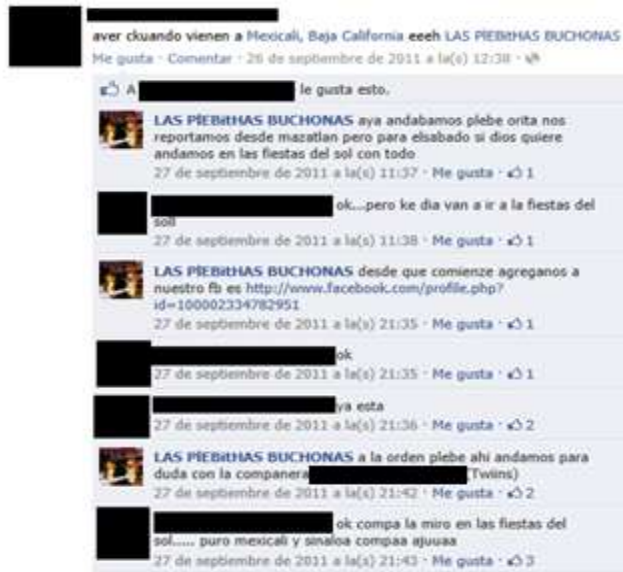 aver ckuando vienen a Mexicali, Baja California eeeh LAS PlEBitHAS BUCHONAS
Me gusta · Comentar · 26 de septiembre de 2011 a la(s) 12:38 ·
A le gusta esto.
LAS PlEBitHAS BUCHONAS aya andabamos plebe orita nos
reportamos desde mazatlan pero para elsabado si dios quiere
andamos en las fiestas del sol con todo
27 de septiembre de 2011 a la(s) 11:37 · Me gusta · 1
ok...pero ke dia van a ir a la fiestas del
soll
27 de septiembre de 2011 a la(s) 11:38 · Me gusta · 1
LAS PlEBitHAS BUCHONAS desde que comienze agreganos a
nuestro fb es http://www.facebook.com/profile.php?
id=100002334782951
27 de septiembre de 2011 a la(s) 21:35 · Me gusta · 1
ok
27 de septiembre de 2011 a la(s) 21:35 · Me gusta · 1
ya esta
27 de septiembre de 2011 a la(s) 21:36 · Me gusta · 2
LAS PlEBitHAS BUCHONAS a la orden plebe ahi andamos para
duda con la companera (Twiins)
27 de septiembre de 2011 a la(s) 21:42 · Me gusta · 2
ok compa la miro en las fiestas del
sol..... puro mexicali y sinaloa compaa ajuuaa
27 de septiembre de 2011 a la(s) 21:43 · Me gusta · 3